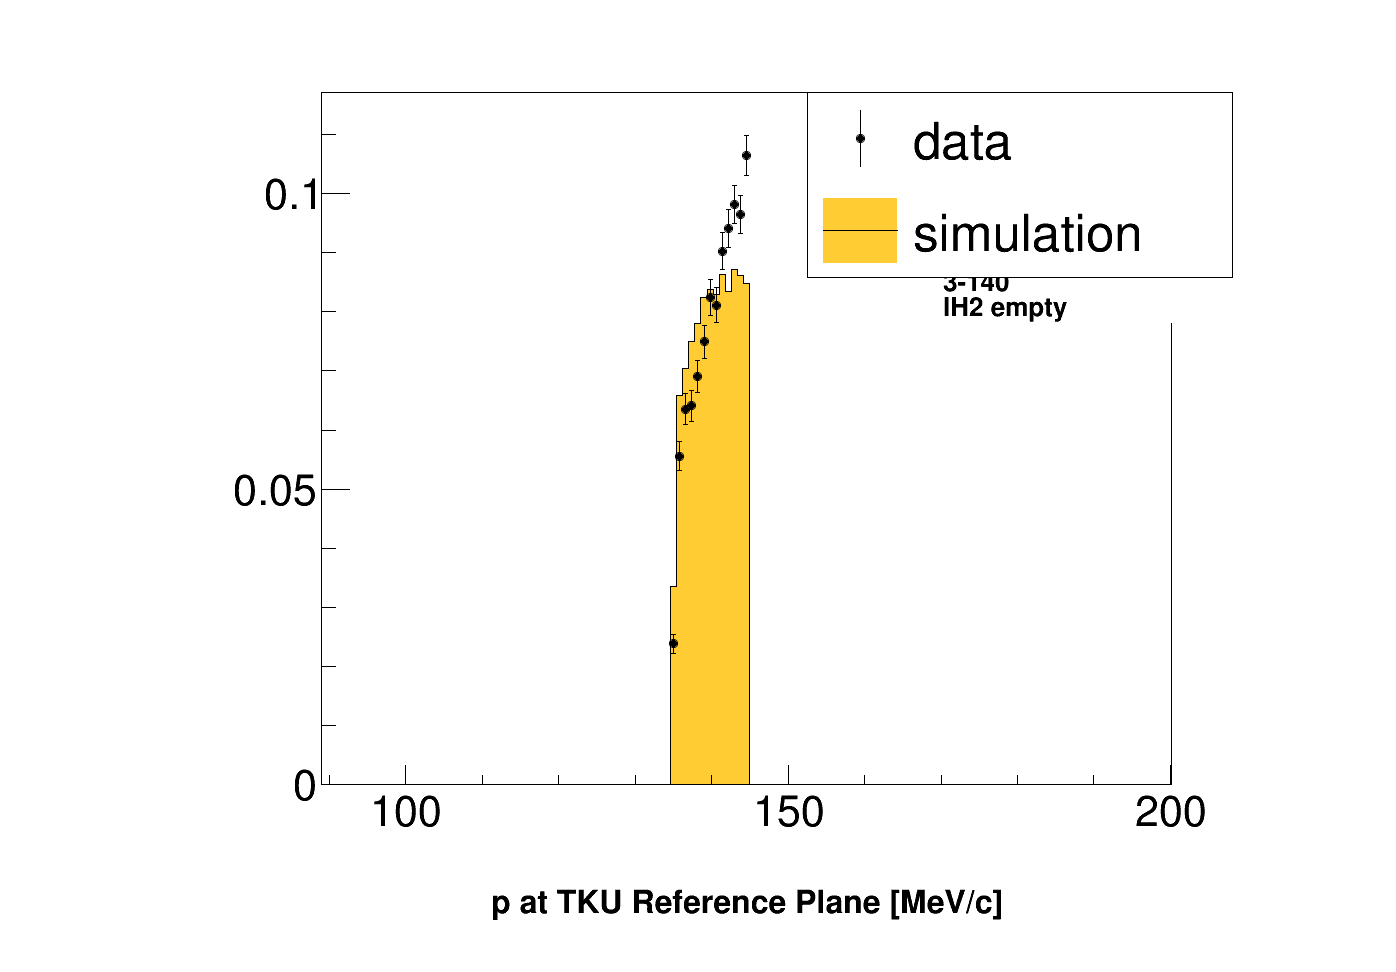 data
simulation
3-140
lH2 empty
0.1
0.05
0
100 150 200
p at TKU Reference Plane [MeV/c]